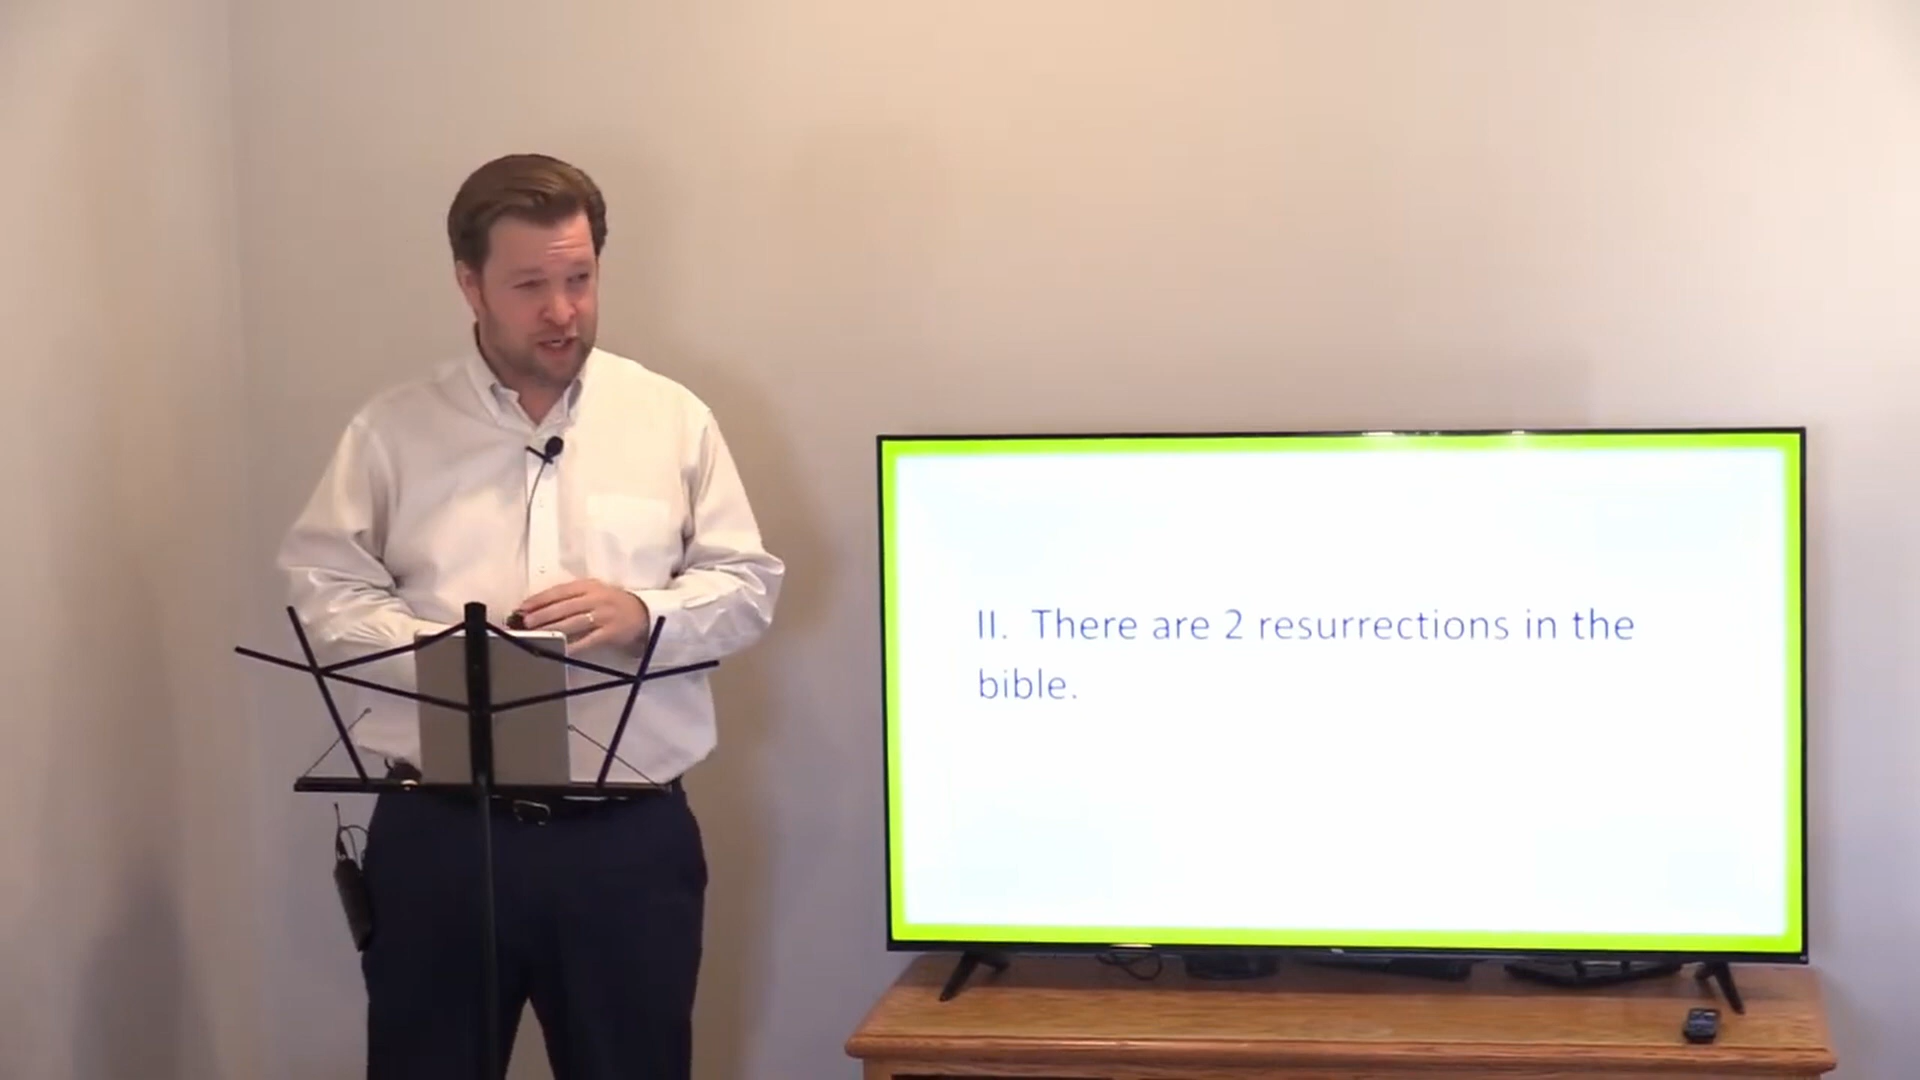 II. There are 2 resurrections in the
bible.